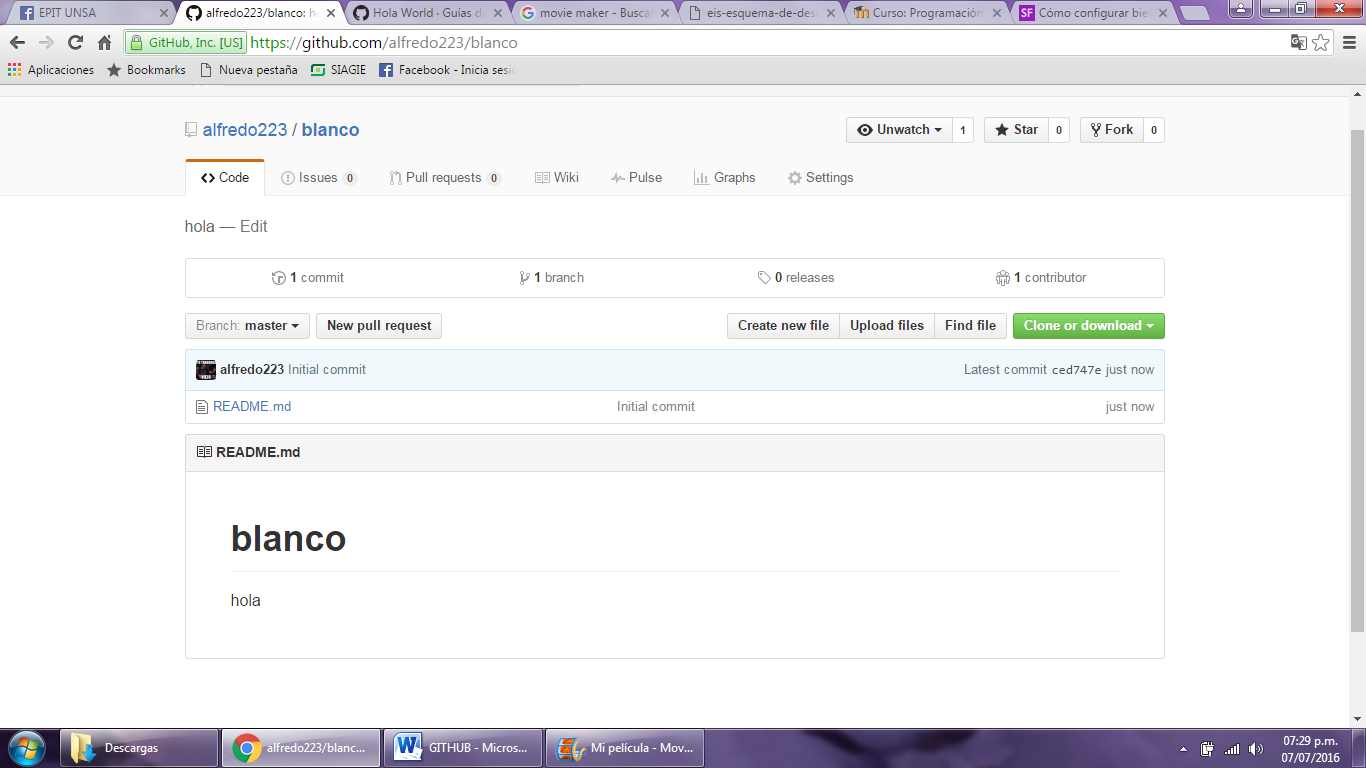 EPIT UNSA
alfredo223/blanco: h
Hola World · Guías d
movie maker - Busca
eis-esquema-de-des
Curso: Programación
SF Cómo configurar bie
GitHub, Inc. [US] https://github.com/alfredo223/blanco
Aplicaciones Bookmarks Nueva pestaña SIAGIE Facebook - Inicia sesi
alfredo223 / blanco
Unwatch 1 Star 0 Fork 0
Code Issues 0 Pull requests 0 Wiki Pulse Graphs Settings
hola — Edit
1 commit 1 branch 0 releases 1 contributor
Branch: master New pull request Create new file Upload files Find file Clone or download
alfredo223 Initial commit Latest commit ced747e just now
README.md Initial commit just now
README.md
blanco
hola
Descargas alfredo223/blanc... GITHUB - Micros... Mi película - Mov...
07:29 p.m.
07/07/2016